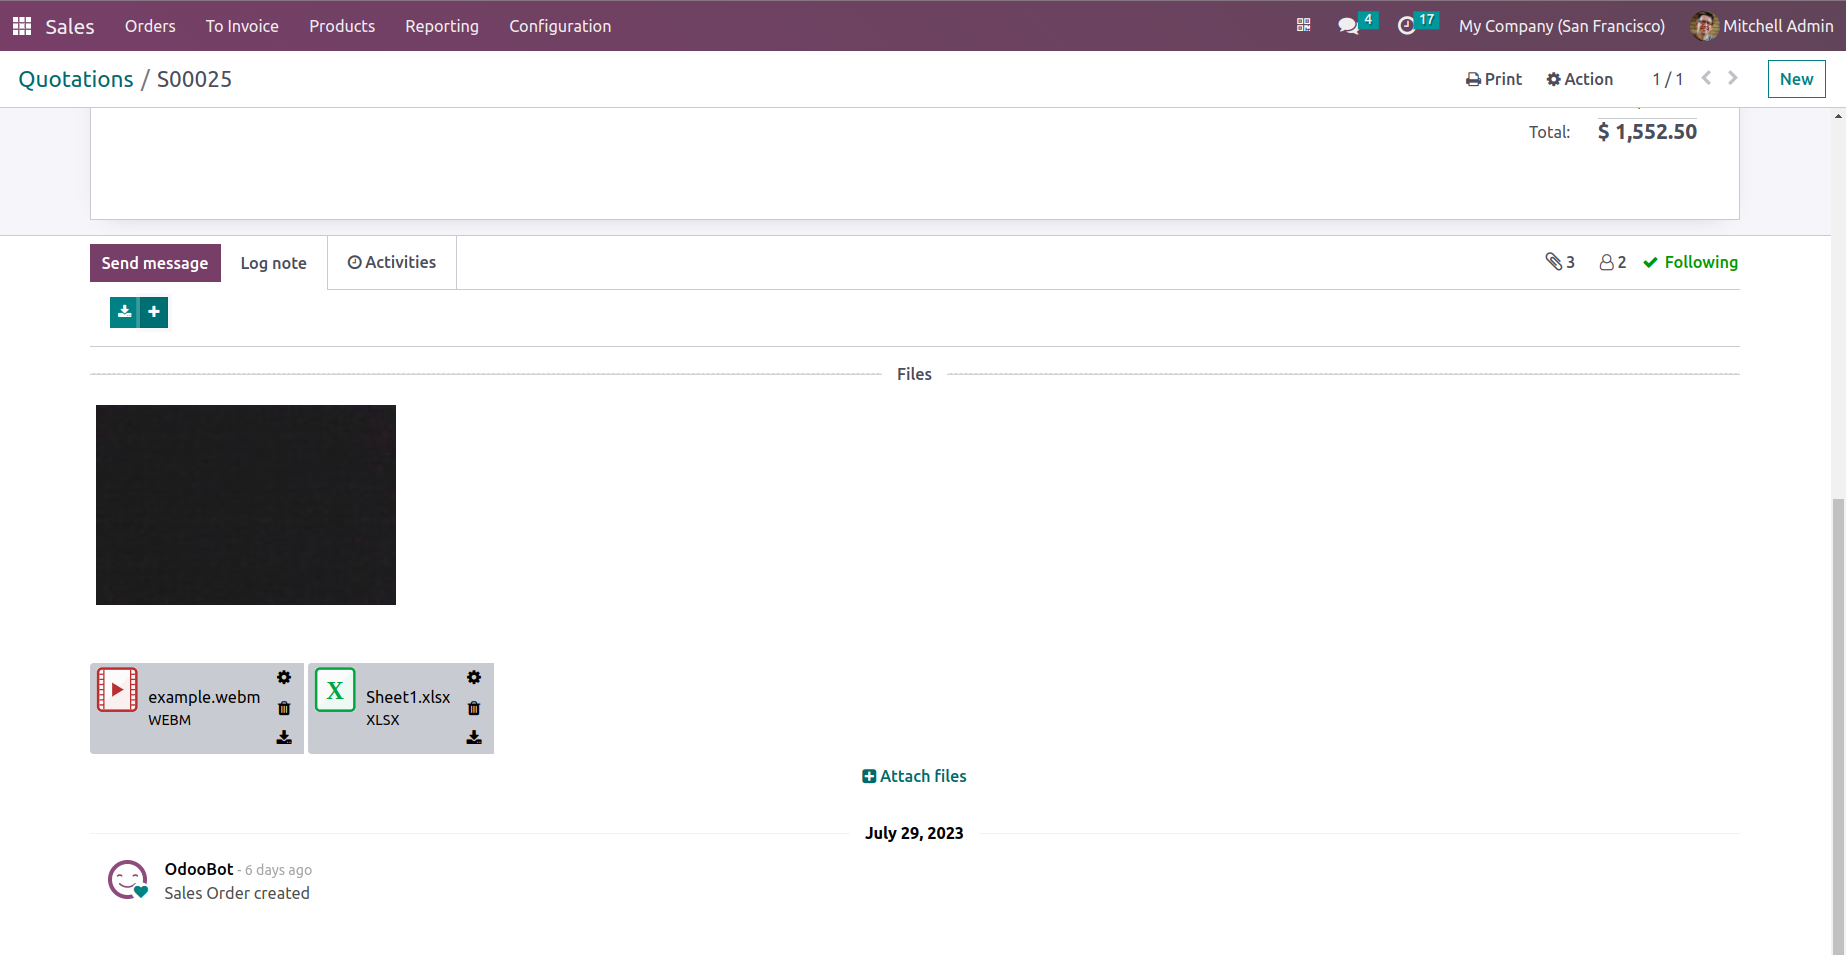 Sales Orders To Invoice Products Reporting Configuration 4 17 My Company (San Francisco) Mitchell Admin
Quotations / S00025 Print Action 1 / 1 New
Total: $ 1,552.50
Send message Log note Activities 3 2 Following
Files
example.webm
WEBM
X
Sheet1.xlsx
XLSX
Attach files
July 29, 2023
OdooBot - 6 days ago
Sales Order created